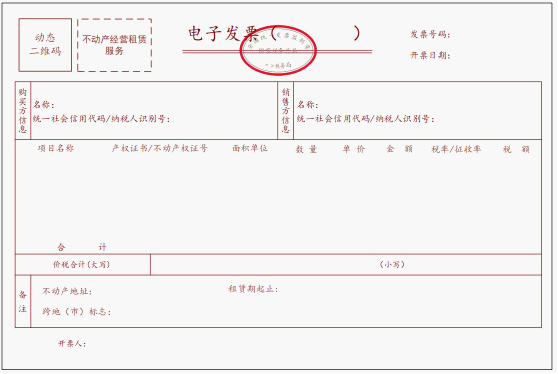 动态
二维码
不动产经营租赁
服务
电子发票（ ）
发票号码：
开票日期：
购买方信息
名称：
统一社会信用代码/纳税人识别号：
销售方信息
名称：
统一社会信用代码/纳税人识别号：
项目名称 产权证书/不动产权证号 面积单位 数 量 单 价 金 额 税率/征收率 税 额
合 计
价税合计(大写) （小写）
备注
不动产地址： 租赁期起止:
跨地（市）标志：
开票人：